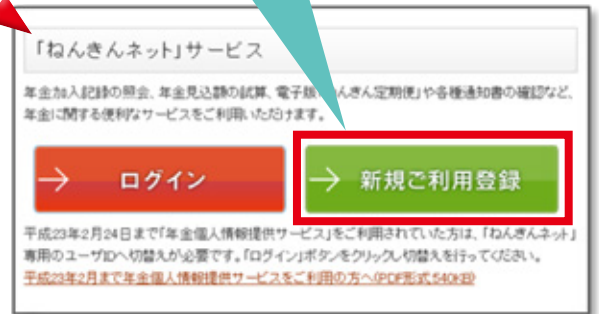 「ねんきんネット」サービス
年金加入記録の照会、年金見込額の試算、電子版 んきん定期便」や各種通知書の確認など、
年金に関する便利なサービスをご利用いただけます。
→ ログイン
→ 新規ご利用登録
平成23年2月24日まで「年金個人情報提供サービス」をご利用されていた方は、「ねんきんネット」
専用のユーザIDへ切替えが必要です。「ログイン」ボタンをクリックし切替えを行ってください。
平成23年2月まで年金個人情報提供サービスをご利用の方へ(PDF形式:540KB)